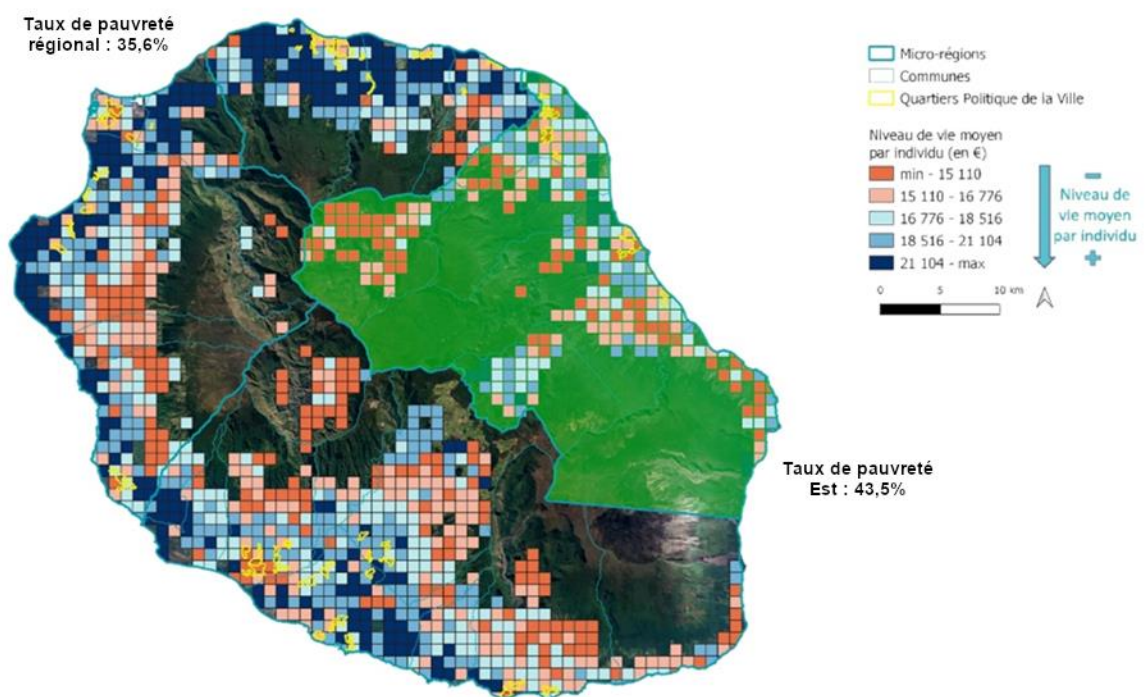 Taux de pauvreté
régional : 35,6%
Micro-régions
Communes
Quartiers Politique de la Ville
Niveau de vie moyen
par individu (en €)
min - 15 110
15 110 - 16 776
16 776 - 18 516
18 516 - 21 104
21 104 - max
Niveau de
vie moyen
par individu
0 5 10 km
Taux de pauvreté
Est : 43,5%